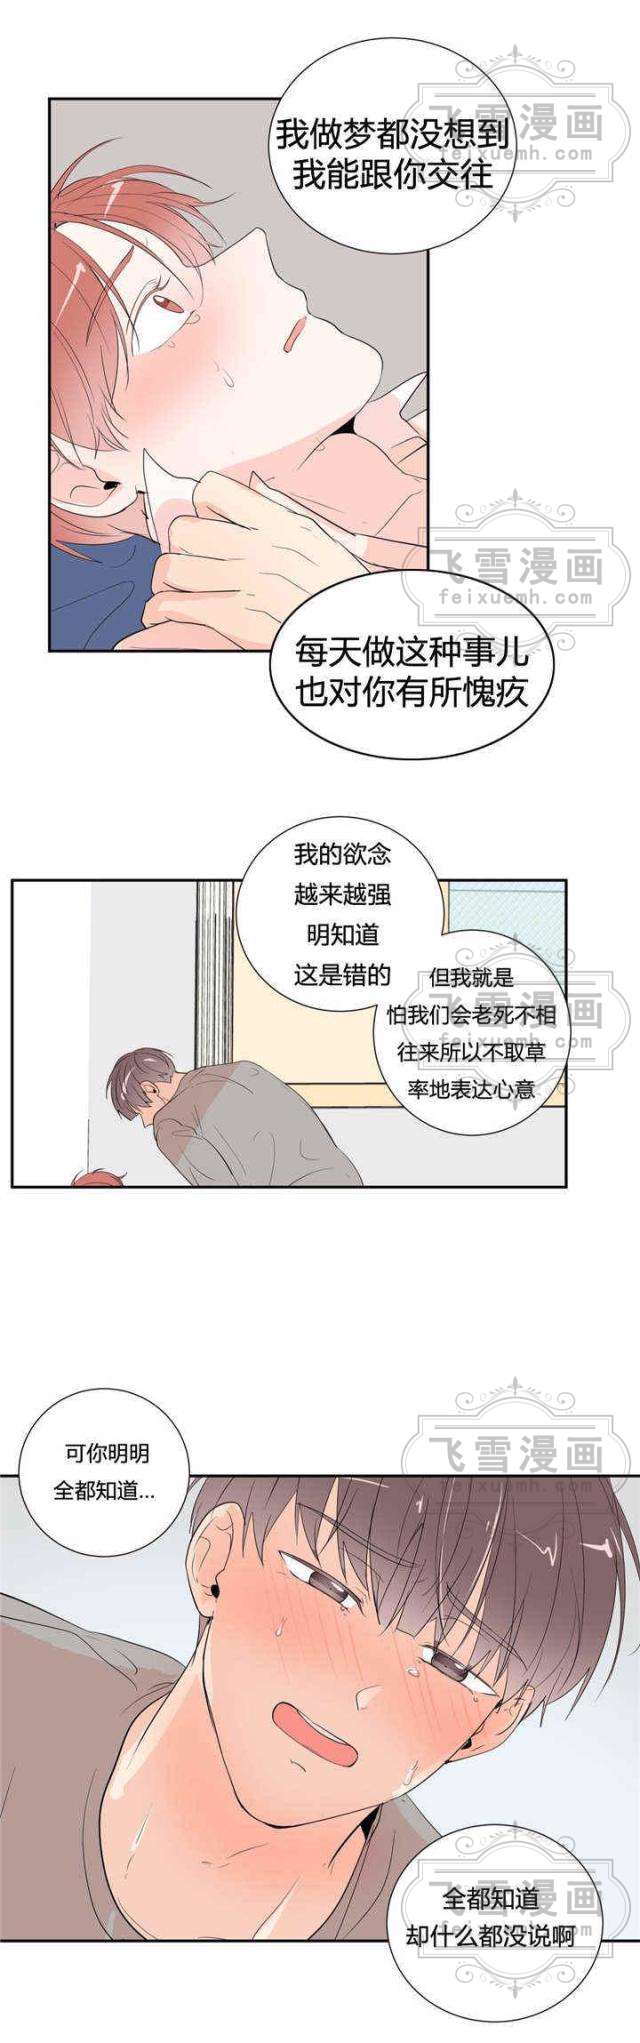 飞雪漫画
feixuemh.com
我做梦都没想到
我能跟你交往
飞雪漫画
feixuemh.com
每天做这种事儿
也对你有所愧疚
我的欲念
越来越强
明知道
这是错的
但我就是
怕我们会老死不相
往来所以不取草
率地表达心意
飞雪漫画
feixuemh.com
可你明明
全都知道...
飞雪漫画
feixuemh.com
全都知道
却什么都没说啊
飞雪漫画
feixuemh.com